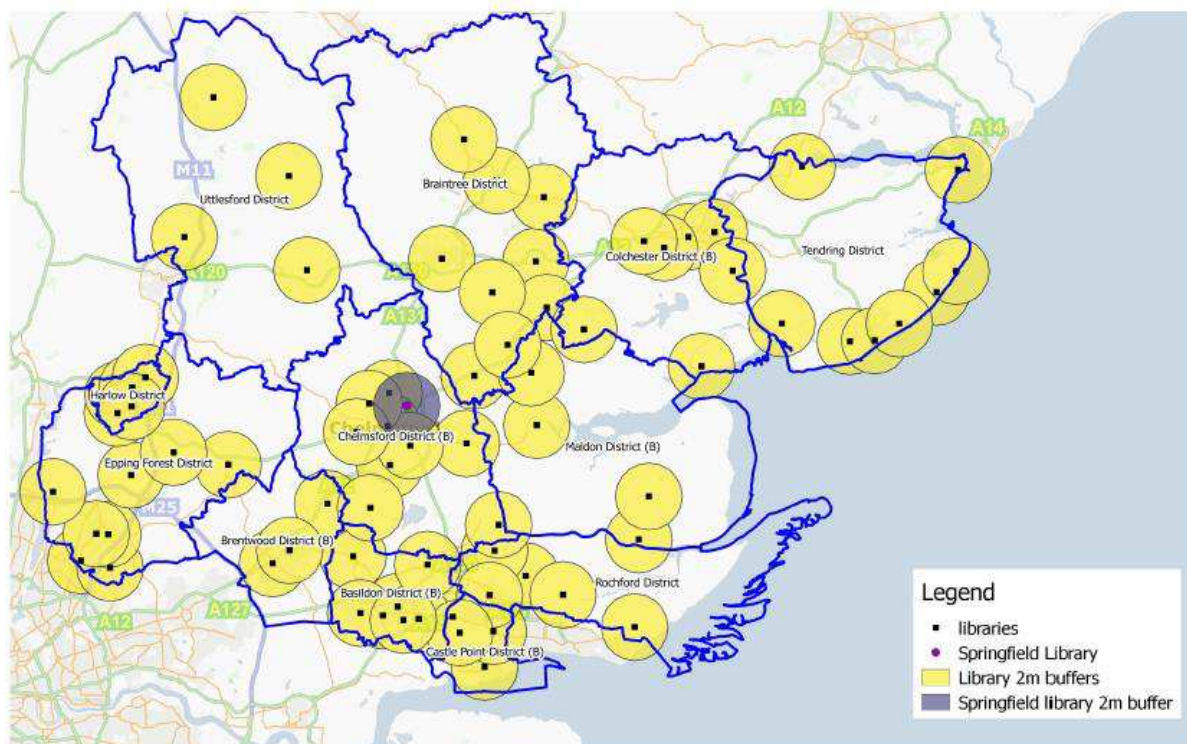 A12
A14
M11
Braintree District
Uttlesford District
Tendring District
Colchester District (B)
A120
A131
Harlow District
Chelmsford District (B)
Maldon District (B)
Epping Forest District
M25
Brentwood District (B)
Rochford District
Basildon District (B)
A127
A12
Castle Point District (B)
Legend
libraries
Springfield Library
Library 2m buffers
Springfield library 2m buffer